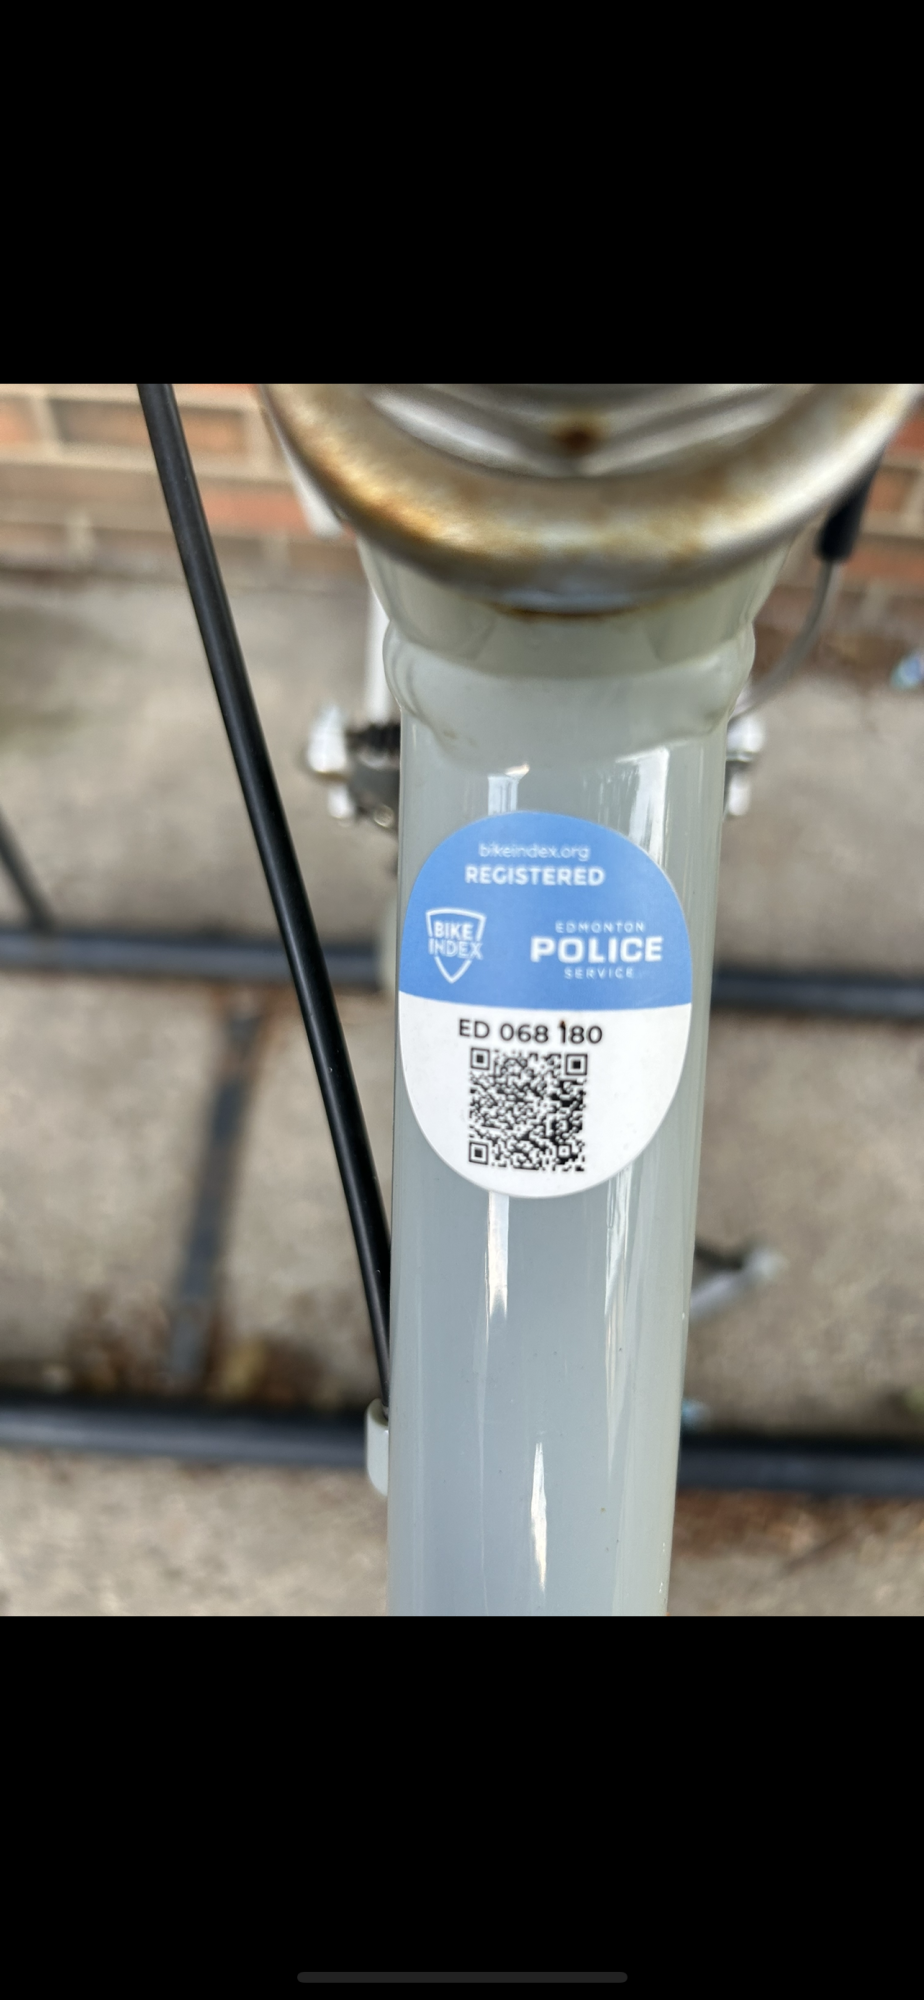 bikeindex.org
REGISTERED
BIKE
INDEX
EDMONTON
POLICE
SERVICE
ED 068 180